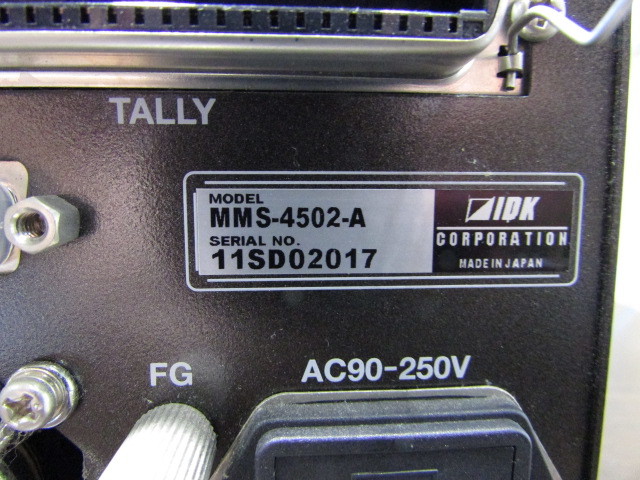 TALLY
MODEL
MMS-4502-A
SERIAL NO.
11SD02017
IDK
CORPORATION
MADE IN JAPAN
FG
AC90-250V